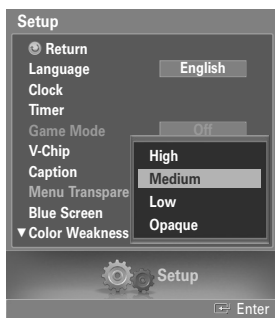 Setup
Return
Language English
Clock
Timer
Game Mode Off
V-Chip
Caption
Menu Transpare
Blue Screen
▼ Color Weakness
High
Medium
Low
Opaque
Setup
Enter